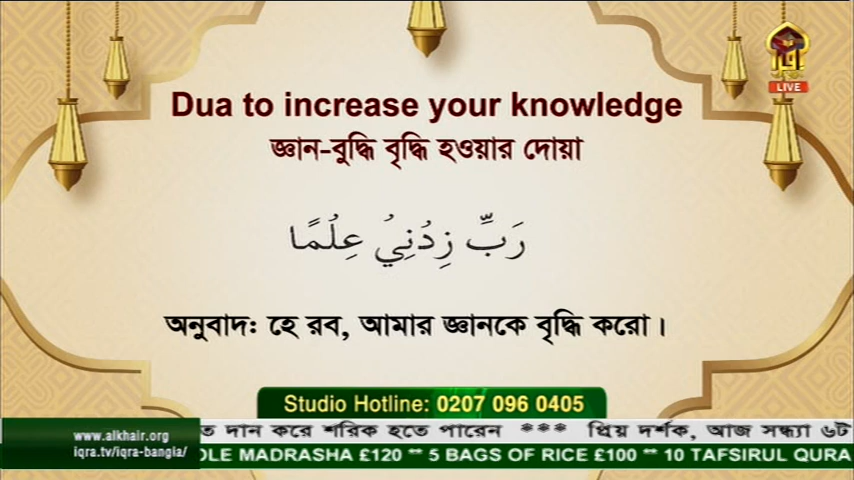 Dua to increase your knowledge
জ্ঞান-বুদ্ধি বৃদ্ধি হওয়ার দোয়া
رَبِّ زِدْنِيْ عِلْمًا
অনুবাদ: হে রব, আমার জ্ঞানকে বৃদ্ধি করো।
اقرأ
LIVE
Studio Hotline: 0207 096 0405
www.alkhair.org
iqra.tv/iqra-bangla/
ত দান করে শরিক হতে পারেন *** প্রিয় দর্শক, আজ সন্ধ্যা ৬ট
OLE MADRASHA £120 ** 5 BAGS OF RICE £100 ** 10 TAFSIRUL QURA